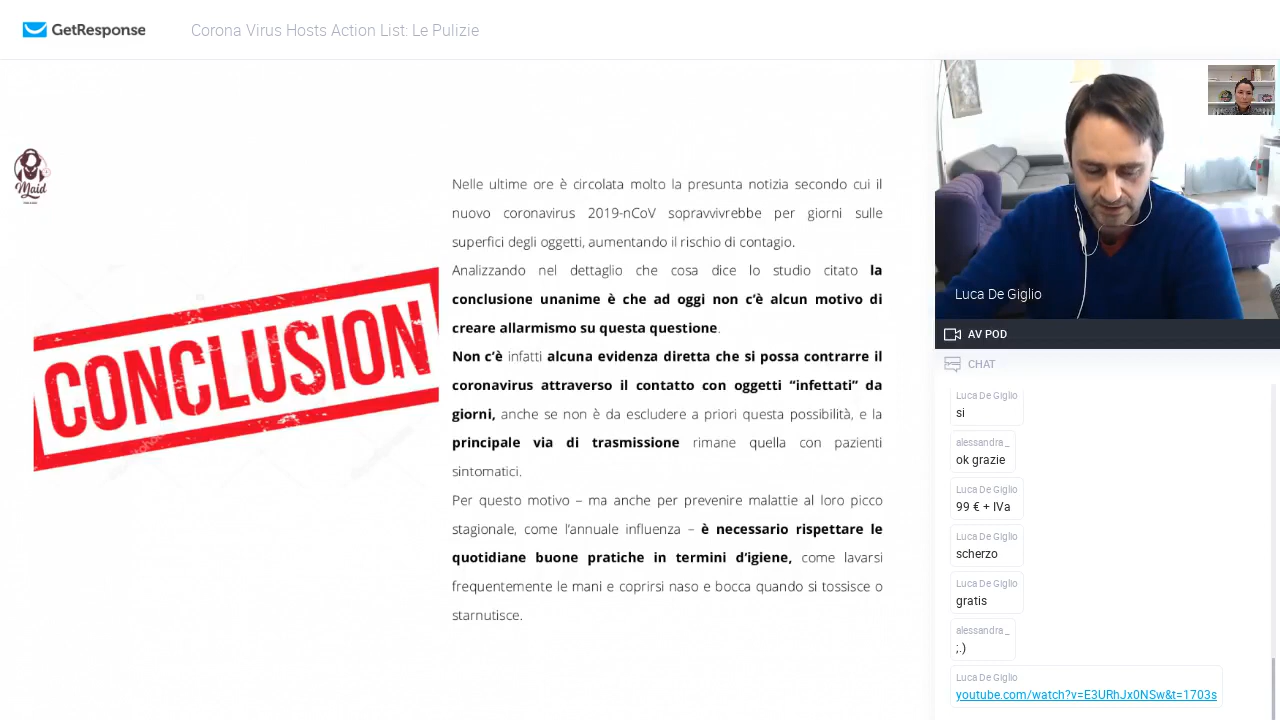 GetResponse
Corona Virus Hosts Action List: Le Pulizie
Maid
CONCLUSION
Nelle ultime ore è circolata molto la presunta notizia secondo cui il
nuovo coronavirus 2019-nCoV sopravvivrebbe per giorni sulle
superfici degli oggetti, aumentando il rischio di contagio.
Analizzando nel dettaglio che cosa dice lo studio citato la
conclusione unanime è che ad oggi non c'è alcun motivo di
creare allarmismo su questa questione.
Non c'è infatti alcuna evidenza diretta che si possa contrarre il
coronavirus attraverso il contatto con oggetti “infettati” da
giorni, anche se non è da escludere a priori questa possibilità, e la
principale via di trasmissione rimane quella con pazienti
sintomatici.
Per questo motivo – ma anche per prevenire malattie al loro picco
stagionale, come l'annuale influenza – è necessario rispettare le
quotidiane buone pratiche in termini d'igiene, come lavarsi
frequentemente le mani e coprirsi naso e bocca quando si tossisce o
starnutisce.
Luca De Giglio
AV POD
CHAT
Luca De Giglio
si
alessandra_
ok grazie
Luca De Giglio
99 € + IVa
Luca De Giglio
scherzo
Luca De Giglio
gratis
alessandra_
;.)
Luca De Giglio
youtube.com/watch?v=E3URhJx0NSw&t=1703s